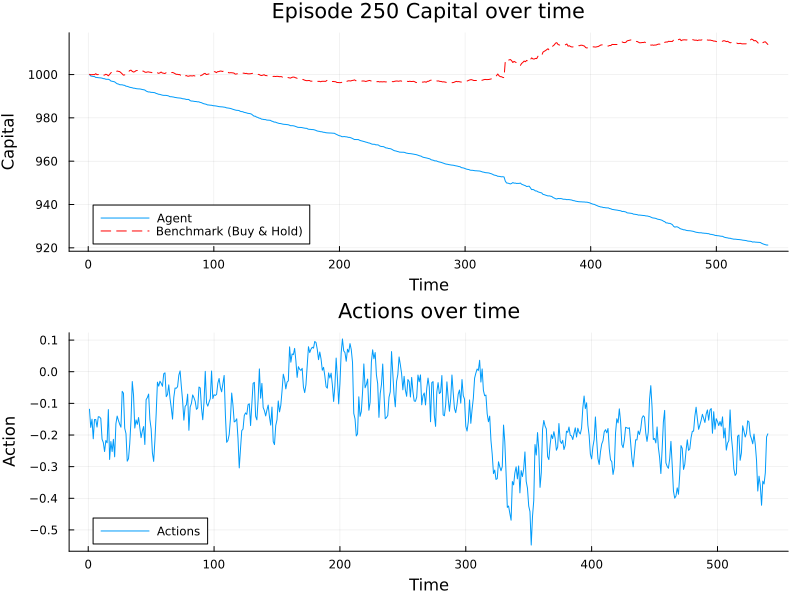 Episode 250 Capital over time
Capital
1000
980
960
940
920
Agent
Benchmark (Buy & Hold)
0
100
200
300
400
500
Time
Actions over time
Action
0.1
0.0
−0.1
−0.2
−0.3
−0.4
−0.5
Actions
0
100
200
300
400
500
Time